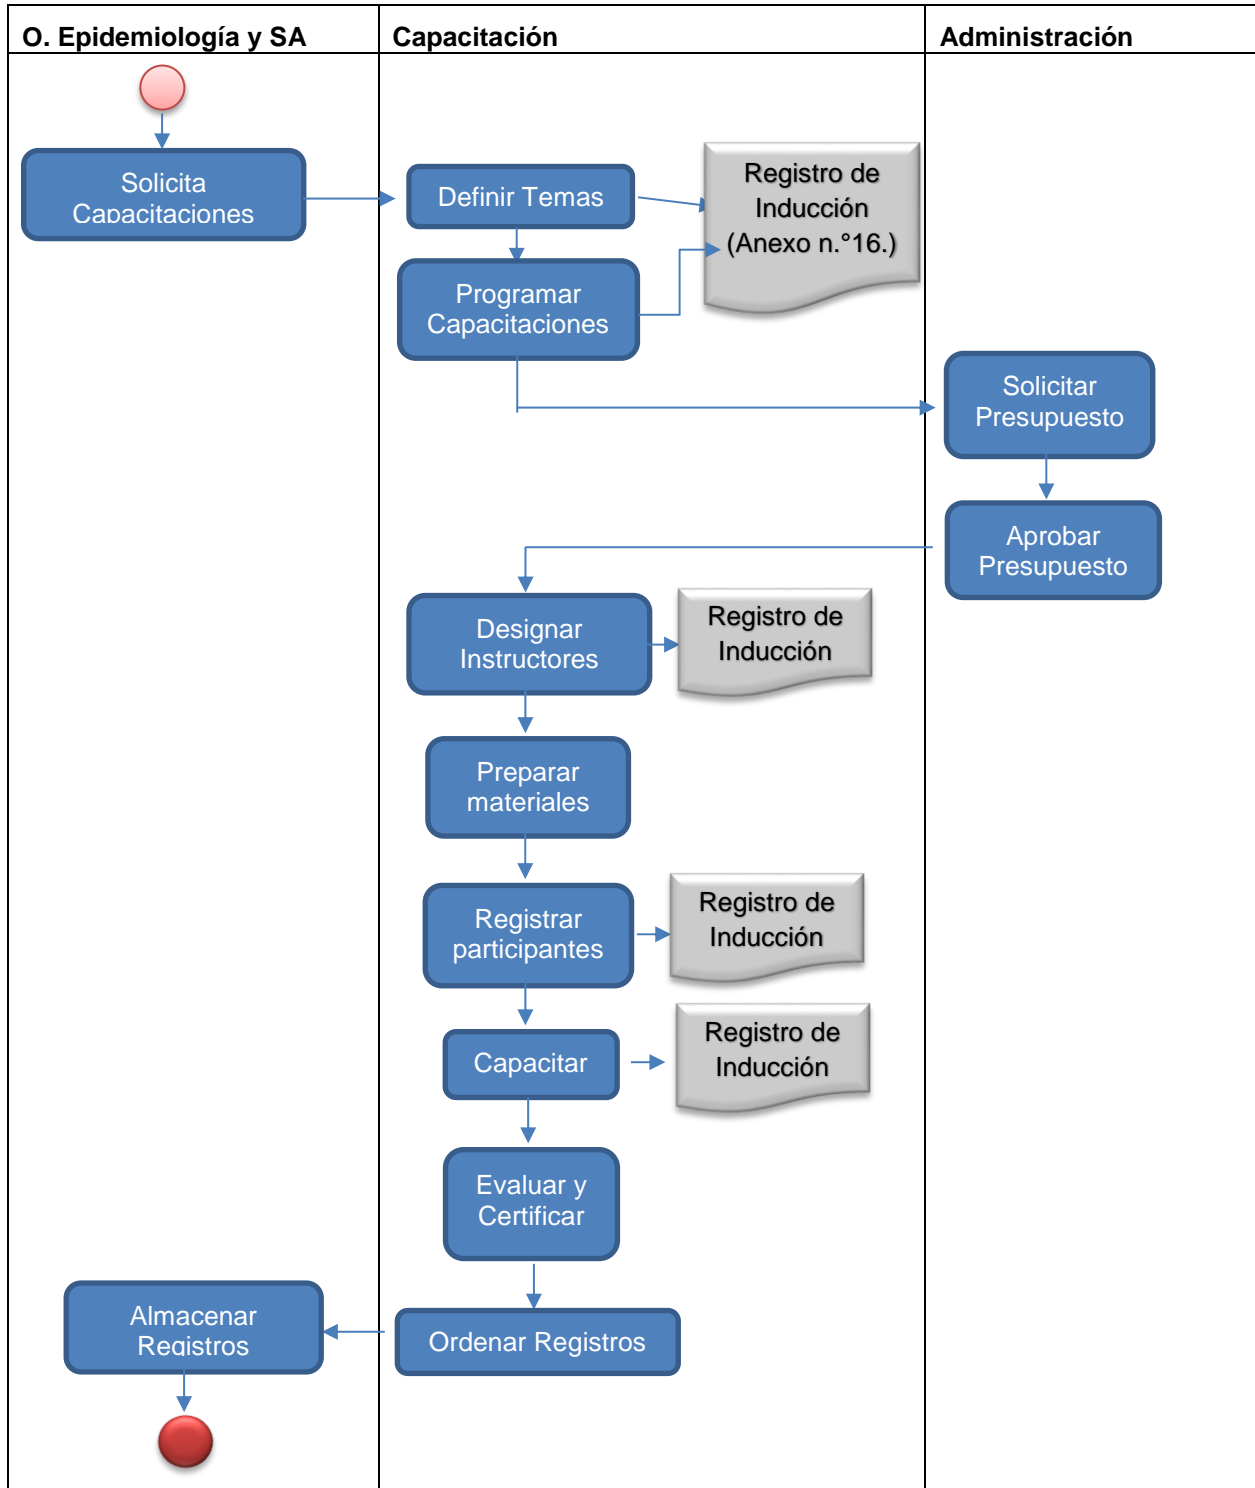 O. Epidemiología y SA
Capacitación
Administración
Solicita
Capacitaciones
Definir Temas
Registro de
Inducción
(Anexo n.°16.)
Programar
Capacitaciones
Solicitar
Presupuesto
Aprobar
Presupuesto
Designar
Instructores
Registro de
Inducción
Preparar
materiales
Registrar
participantes
Registro de
Inducción
Capacitar
Registro de
Inducción
Evaluar y
Certificar
Ordenar Registros
Almacenar
Registros